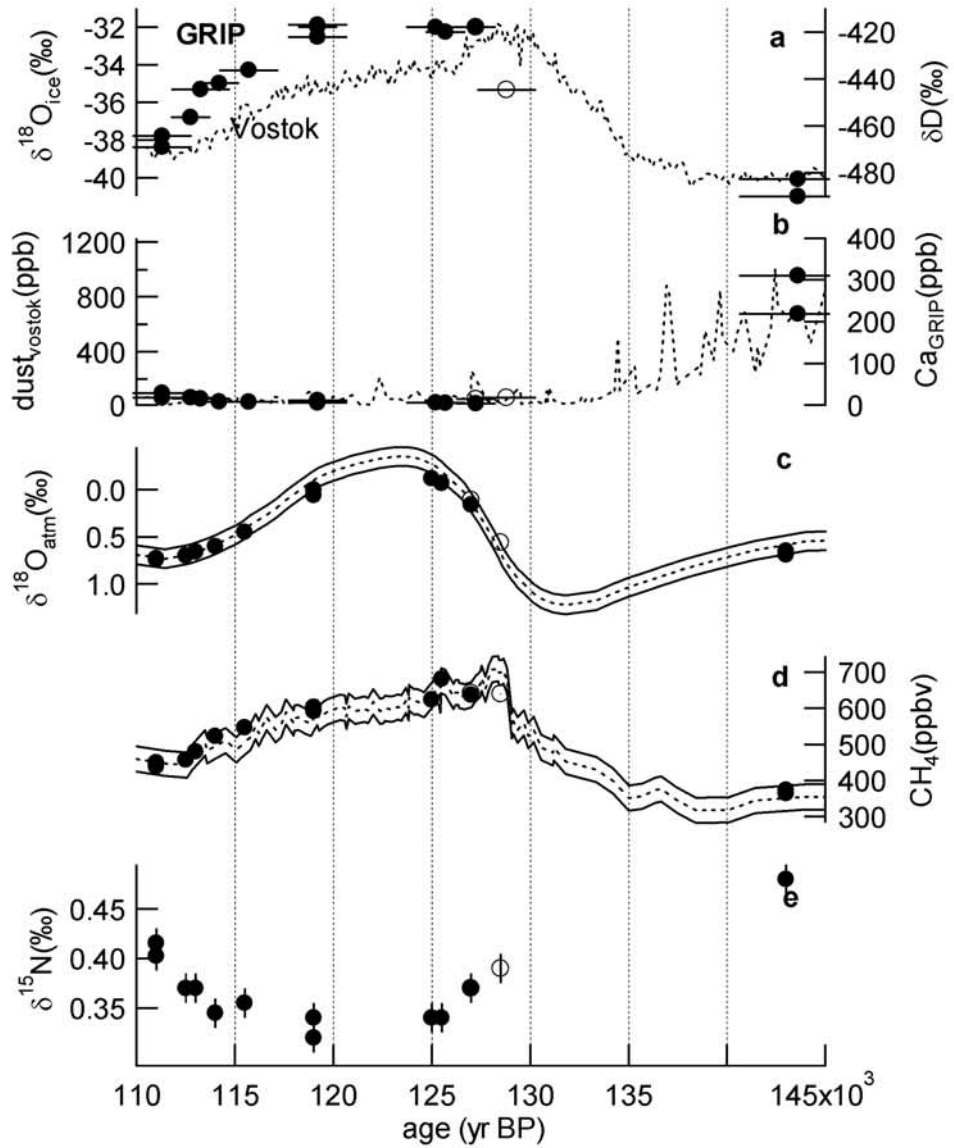 GRIP
Vostok
a
-32
-34
-36
-38
-40
δ18Oice(‰)
-420
-440
-460
-480
δD(‰)
b
1200
800
400
0
dustvostok(ppb)
400
300
200
100
0
CaGRIP(ppb)
c
0.0
0.5
1.0
δ18Oatm(‰)
d
700
600
500
400
300
CH4(ppbv)
e
0.45
0.40
0.35
δ15N(‰)
110 115 120 125 130 135 145x10³
age (yr BP)